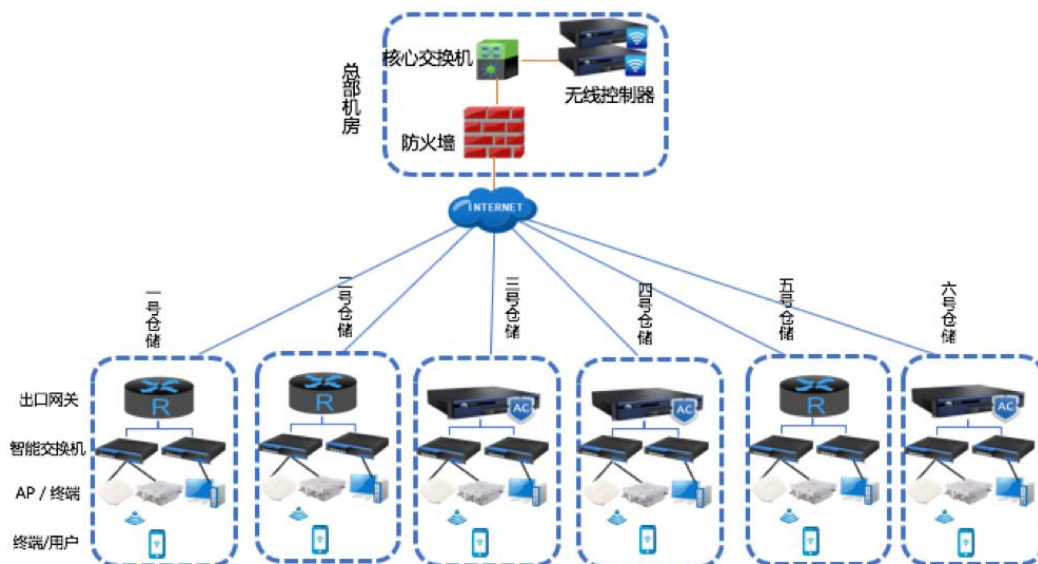 总部机房
核心交换机
无线控制器
防火墙
INTERNET
一号仓储
二号仓储
三号仓储
四号仓储
五号仓储
六号仓储
出口网关
R
R
AC
AC
R
AC
智能交换机
AP / 终端
终端/用户